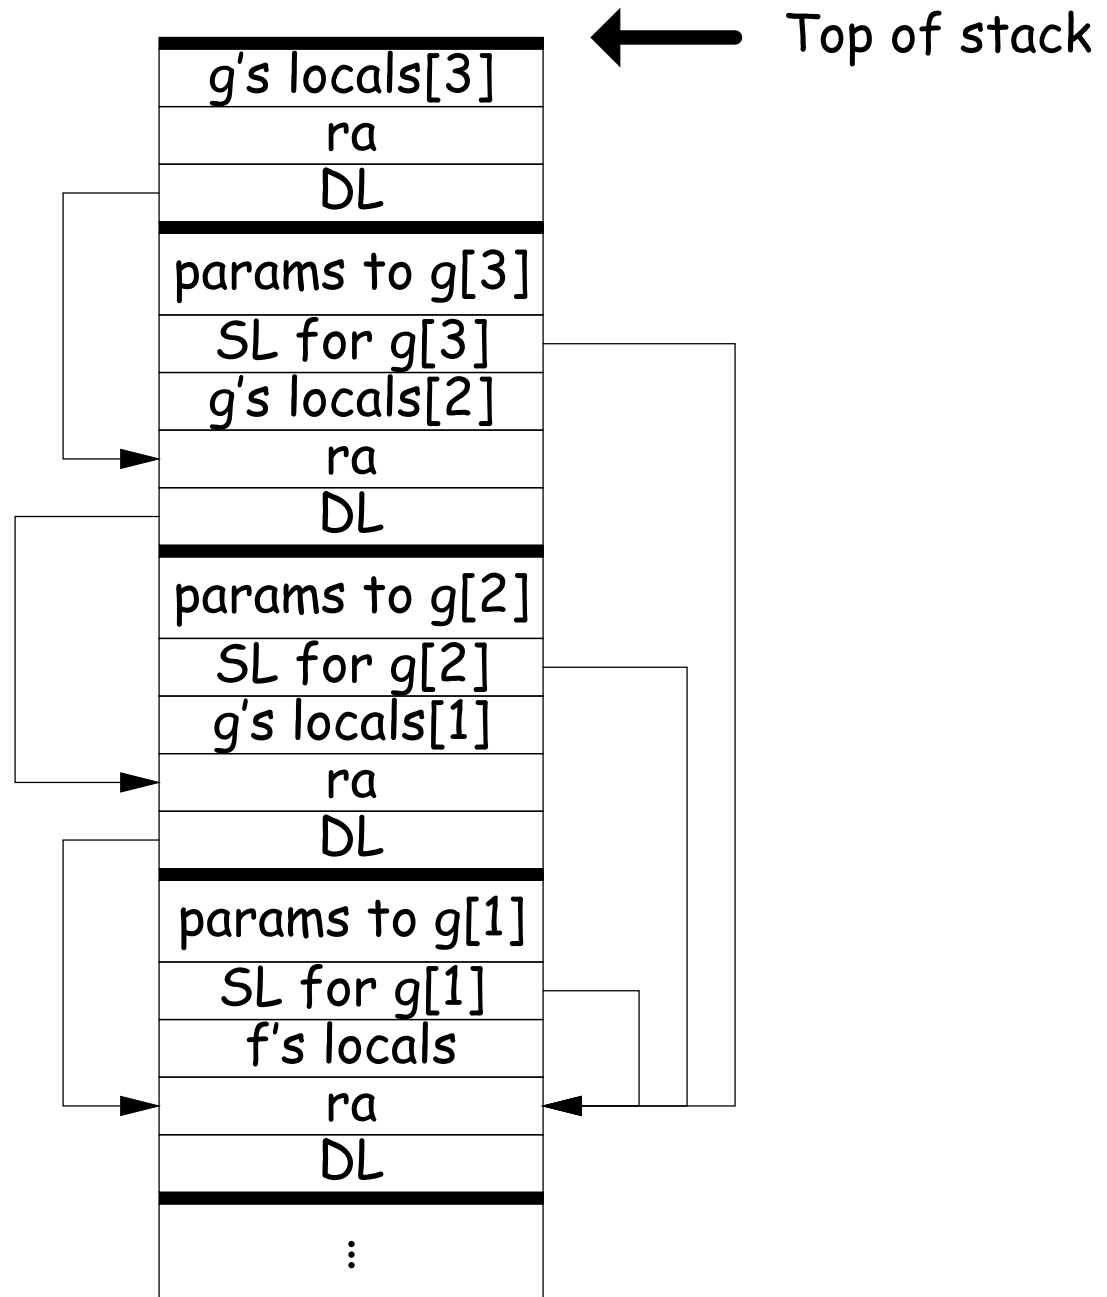 Top of stack
g's locals[3]
ra
DL
params to g[3]
SL for g[3]
g's locals[2]
ra
DL
params to g[2]
SL for g[2]
g's locals[1]
ra
DL
params to g[1]
SL for g[1]
f's locals
ra
DL
⋮